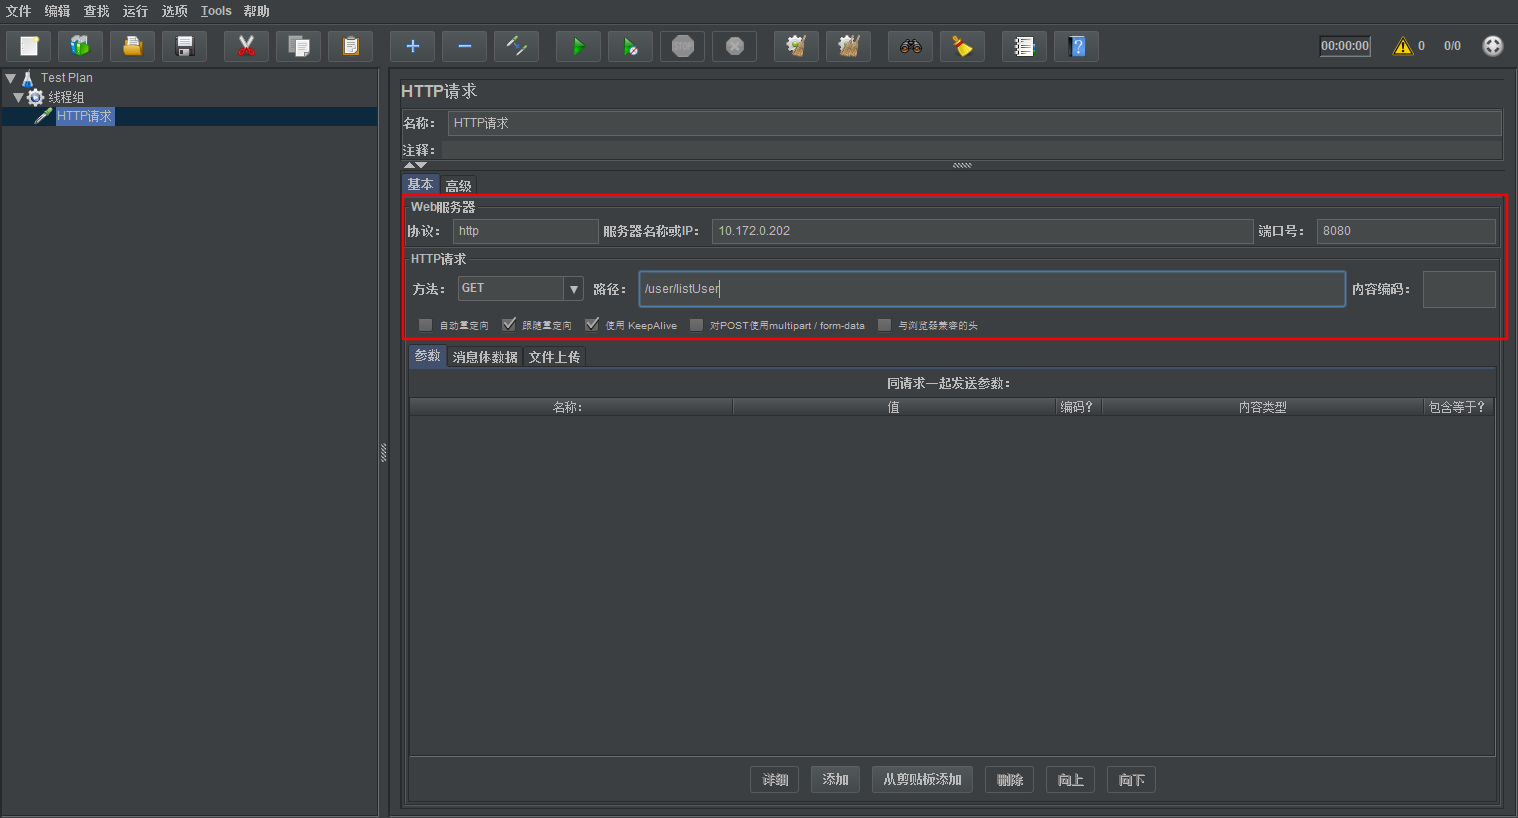 文件 编辑 查找 运行 选项 Tools 帮助
STOP 00:00:00 0 0/0
Test Plan
线程组
HTTP请求
HTTP请求
名称： HTTP请求
注释：
基本 高级
Web服务器
协议： http 服务器名称或IP： 10.172.0.202 端口号： 8080
HTTP请求
方法： GET 路径： /user/listUser 内容编码：
自动重定向 跟随重定向 使用 KeepAlive 对POST使用multipart / form-data 与浏览器兼容的头
参数 消息体数据 文件上传
同请求一起发送参数：
名称： 值 编码？ 内容类型 包含等于？
详细 添加 从剪贴板添加 删除 向上 向下